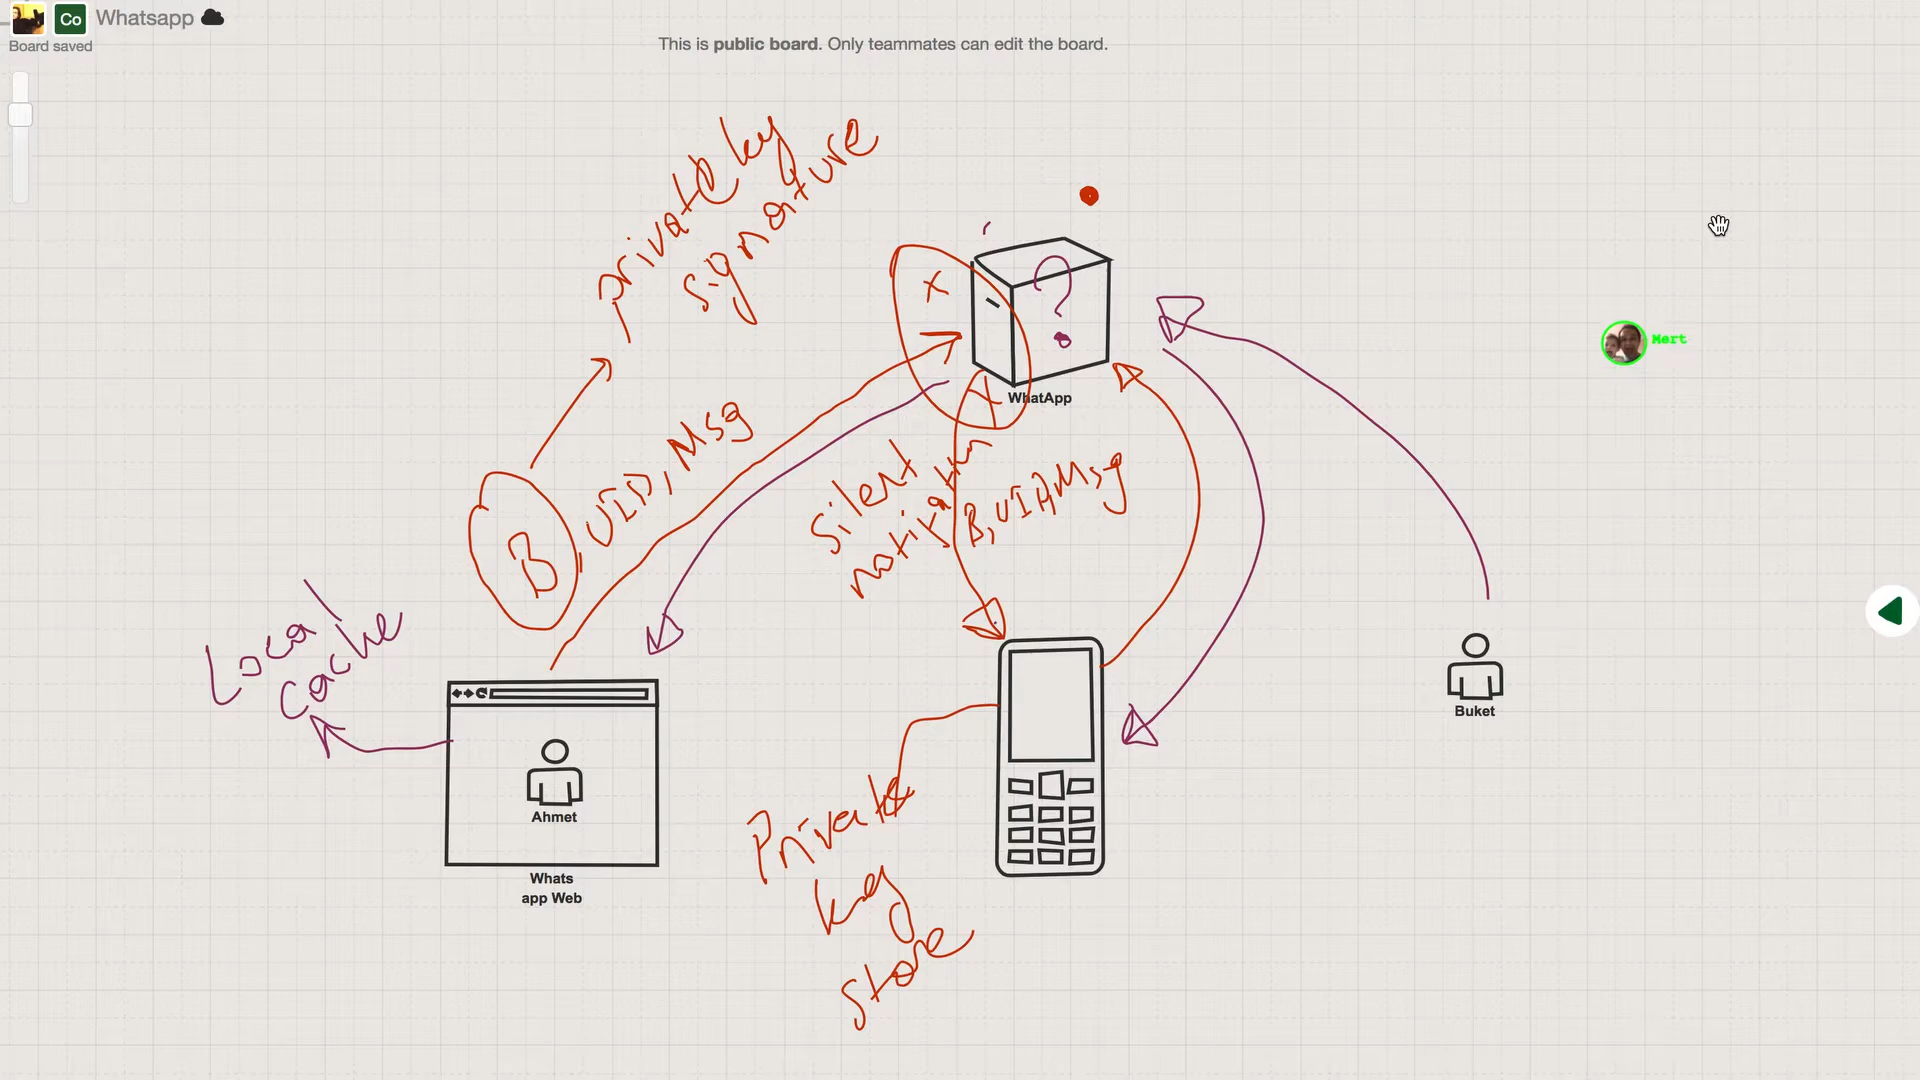 Co Whatsapp
Board saved
This is public board. Only teammates can edit the board.
private key
signature
X
?
WhatApp
X
Mert
B, UID, Msg
Silent
notification
B, UID, Msg
Local
Cache
Ahmet
Whats
app Web
Buket
Private
key
store